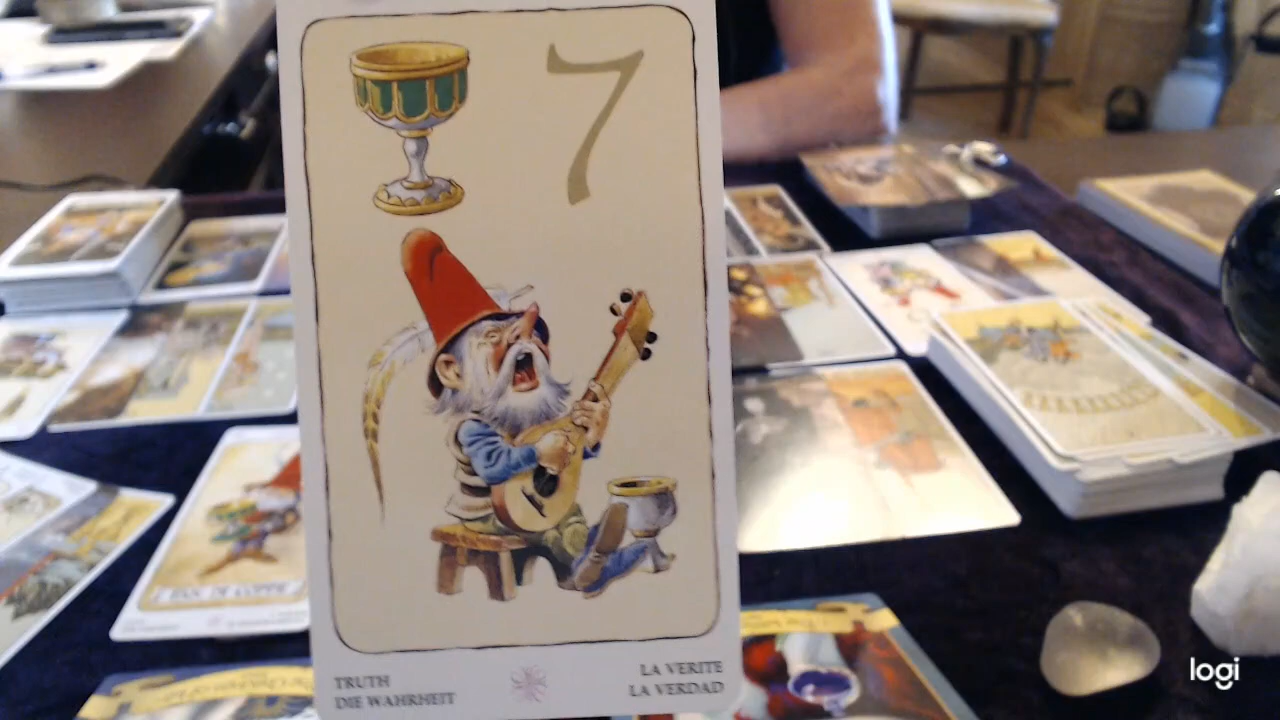 7
TRUTH
DIE WAHRHEIT
LA VERITE
LA VERDAD
logi